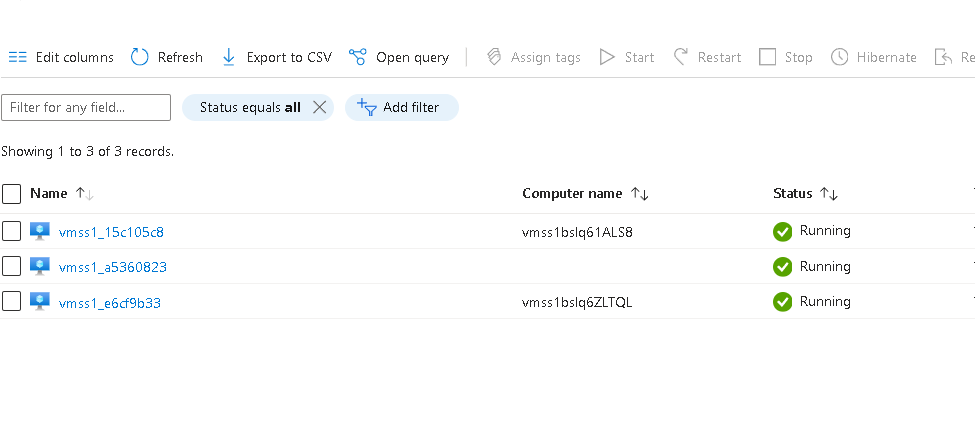 Edit columns Refresh Export to CSV Open query Assign tags Start Restart Stop Hibernate Re
Filter for any field... Status equals all Add filter
Showing 1 to 3 of 3 records.
Name Computer name Status
vmss1_15c105c8 vmss1bslq61ALS8 Running
vmss1_a5360823 Running
vmss1_e6cf9b33 vmss1bslq6ZLTQL Running